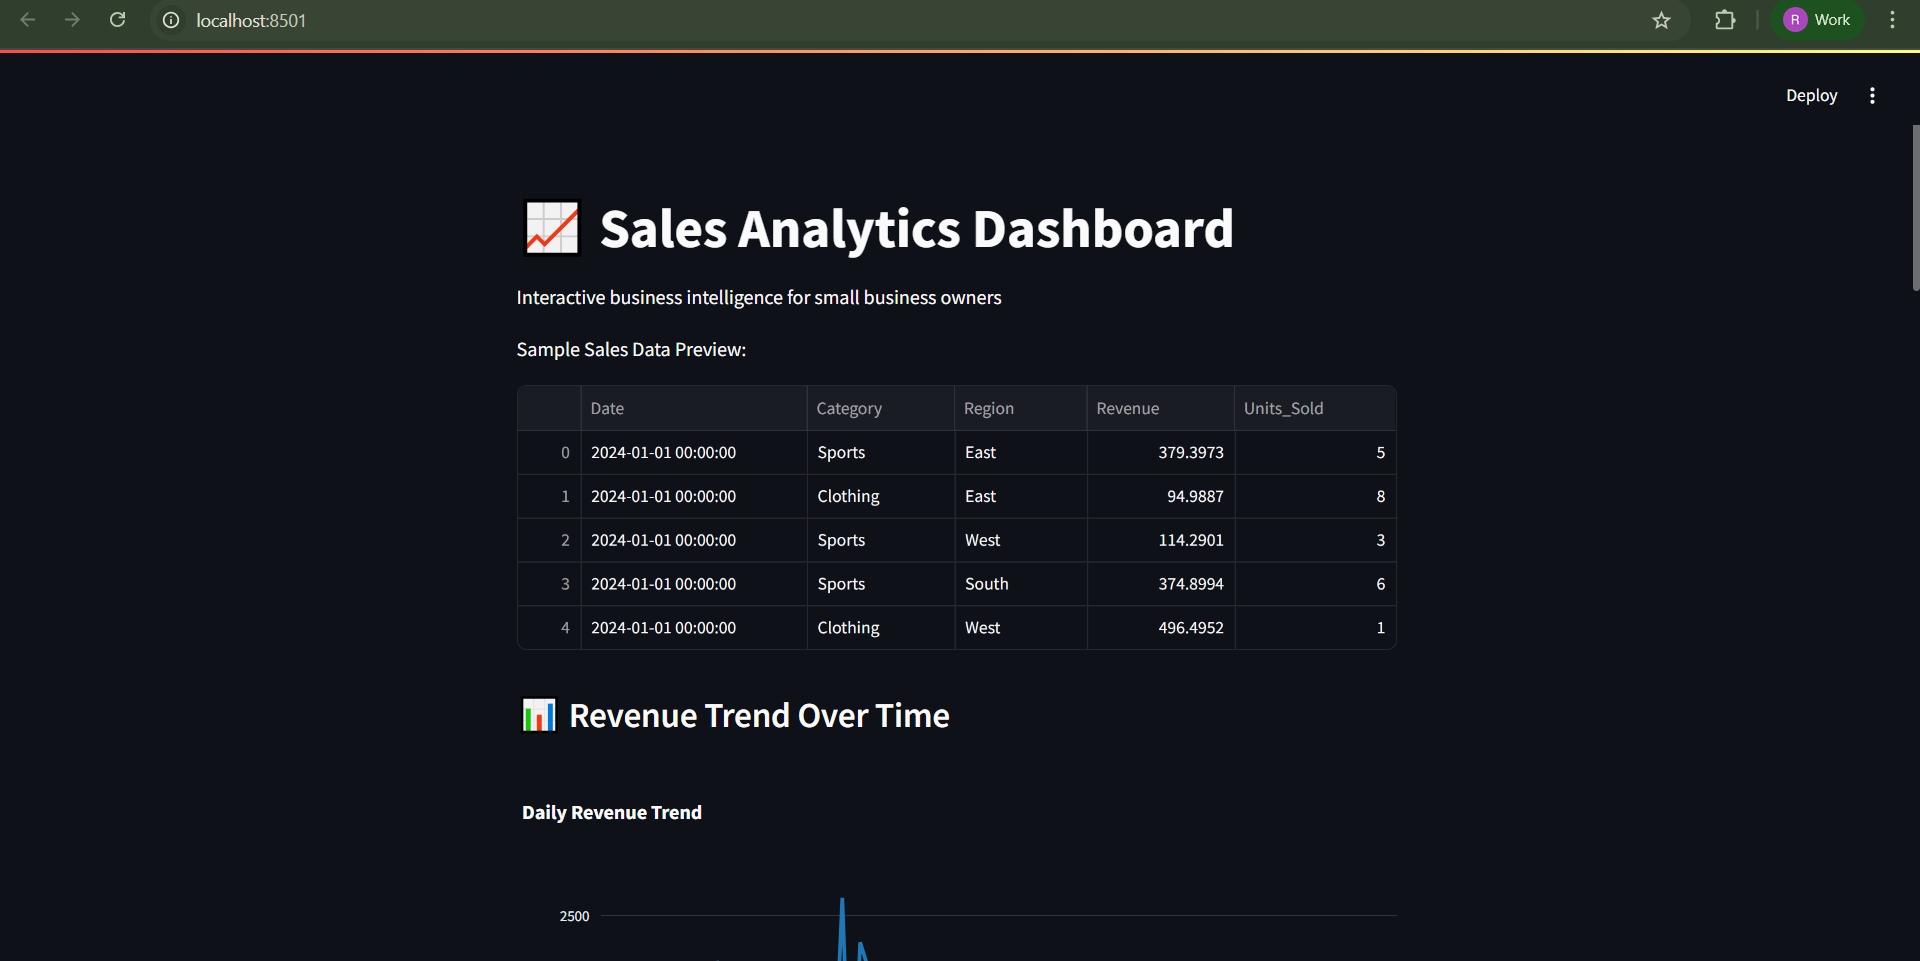 localhost:8501
R Work
Deploy
Sales Analytics Dashboard
Interactive business intelligence for small business owners
Sample Sales Data Preview:
Date Category Region Revenue Units_Sold
0 2024-01-01 00:00:00 Sports East 379.3973 5
1 2024-01-01 00:00:00 Clothing East 94.9887 8
2 2024-01-01 00:00:00 Sports West 114.2901 3
3 2024-01-01 00:00:00 Sports South 374.8994 6
4 2024-01-01 00:00:00 Clothing West 496.4952 1
Revenue Trend Over Time
Daily Revenue Trend
2500